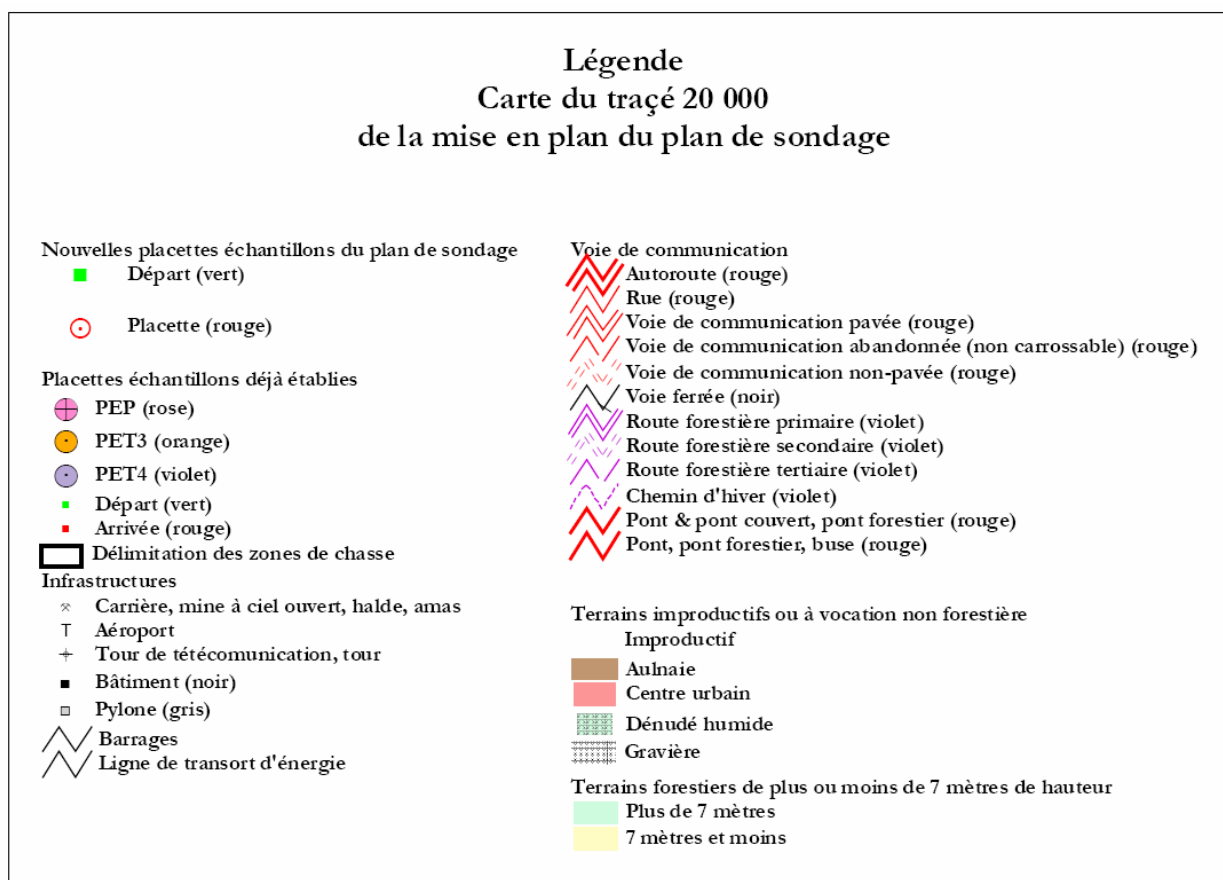 Légende
Carte du traçé 20 000
de la mise en plan du plan de sondage
Nouvelles placettes échantillons du plan de sondage
Départ (vert)
Placette (rouge)
Placettes échantillons déjà établies
PEP (rose)
PET3 (orange)
PET4 (violet)
Départ (vert)
Arrivée (rouge)
Délimitation des zones de chasse
Infrastructures
Carrière, mine à ciel ouvert, halde, amas
Aéroport
Tour de tétécomunication, tour
Bâtiment (noir)
Pylone (gris)
Barrages
Ligne de transort d'énergie
Voie de communication
Autoroute (rouge)
Rue (rouge)
Voie de communication pavée (rouge)
Voie de communication abandonnée (non carrossable) (rouge)
Voie de communication non-pavée (rouge)
Voie ferrée (noir)
Route forestière primaire (violet)
Route forestière secondaire (violet)
Route forestière tertiaire (violet)
Chemin d'hiver (violet)
Pont & pont couvert, pont forestier (rouge)
Pont, pont forestier, buse (rouge)
Terrains improductifs ou à vocation non forestière
Improductif
Aulnaie
Centre urbain
Dénudé humide
Gravière
Terrains forestiers de plus ou moins de 7 mètres de hauteur
Plus de 7 mètres
7 mètres et moins